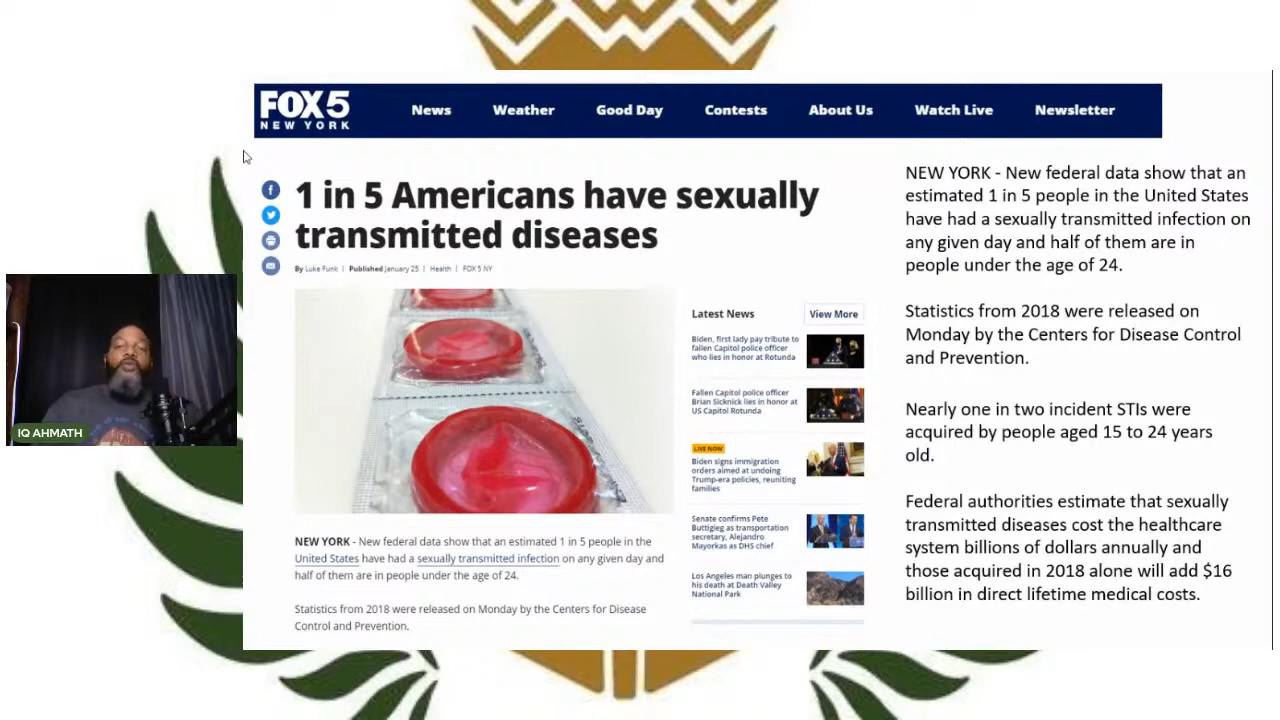 FOX 5
NEW YORK
News
Weather
Good Day
Contests
About Us
Watch Live
Newsletter
1 in 5 Americans have sexually
transmitted diseases
By Luke Funk | Published January 25 | Health | FOX 5 NY
NEW YORK - New federal data show that an estimated 1 in 5 people in the
United States have had a sexually transmitted infection on any given day and
half of them are in people under the age of 24.
Statistics from 2018 were released on Monday by the Centers for Disease
Control and Prevention.
Latest News
View More
Biden, first lady pay tribute to
fallen Capitol police officer
who lies in honor at Rotunda
Fallen Capitol police officer
Brian Sicknick lies in honor at
US Capitol Rotunda
LIVE NOW
Biden signs immigration
orders aimed at undoing
Trump-era policies, reuniting
families
Senate confirms Pete
Buttigieg as transportation
secretary, Alejandro
Mayorkas as DHS chief
Los Angeles man plunges to
his death at Death Valley
National Park
NEW YORK - New federal data show that an
estimated 1 in 5 people in the United States
have had a sexually transmitted infection on
any given day and half of them are in
people under the age of 24.
Statistics from 2018 were released on
Monday by the Centers for Disease Control
and Prevention.
Nearly one in two incident STIs were
acquired by people aged 15 to 24 years
old.
Federal authorities estimate that sexually
transmitted diseases cost the healthcare
system billions of dollars annually and
those acquired in 2018 alone will add $16
billion in direct lifetime medical costs.
IQ AHMATH